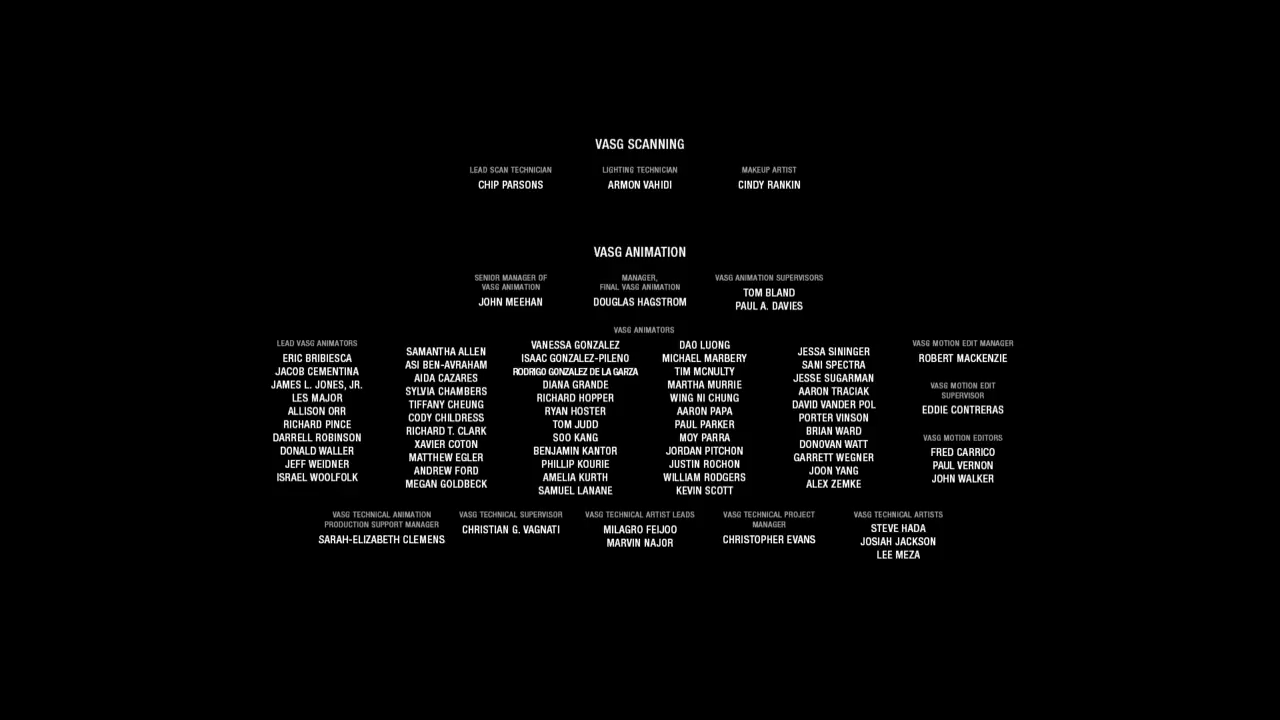 VASG SCANNING
LEAD SCAN TECHNICIAN
CHIP PARSONS
LIGHTING TECHNICIAN
ARMON VAHIDI
MAKEUP ARTIST
CINDY RANKIN
VASG ANIMATION
SENIOR MANAGER OF
VASG ANIMATION
JOHN MEEHAN
MANAGER,
FINAL VASG ANIMATION
DOUGLAS HAGSTROM
VASG ANIMATION SUPERVISORS
TOM BLAND
PAUL A. DAVIES
LEAD VASG ANIMATORS
ERIC BRIBIESCA
JACOB CEMENTINA
JAMES L. JONES, JR.
LES MAJOR
ALLISON ORR
RICHARD PINCE
DARRELL ROBINSON
DONALD WALLER
JEFF WEIDNER
ISRAEL WOOLFOLK
VASG ANIMATORS
SAMANTHA ALLEN
ASI BEN-AVRAHAM
AIDA CAZARES
SYLVIA CHAMBERS
TIFFANY CHEUNG
CODY CHILDRESS
RICHARD T. CLARK
XAVIER COTON
MATTHEW EGLER
ANDREW FORD
MEGAN GOLDBECK
VANESSA GONZALEZ
ISAAC GONZALEZ-PILENO
RODRIGO GONZALEZ DE LA GARZA
DIANA GRANDE
RICHARD HOPPER
RYAN HOSTER
TOM JUDD
SOO KANG
BENJAMIN KANTOR
PHILLIP KOURIE
AMELIA KURTH
SAMUEL LANANE
DAO LUONG
MICHAEL MARBERY
TIM MCNULTY
MARTHA MURRIE
WING NI CHUNG
AARON PAPA
PAUL PARKER
MOY PARRA
JORDAN PITCHON
JUSTIN ROCHON
WILLIAM RODGERS
KEVIN SCOTT
JESSA SININGER
SANI SPECTRA
JESSE SUGARMAN
AARON TRACIAK
DAVID VANDER POL
PORTER VINSON
BRIAN WARD
DONOVAN WATT
GARRETT WEGNER
JOON YANG
ALEX ZEMKE
VASG MOTION EDIT MANAGER
ROBERT MACKENZIE
VASG MOTION EDIT
SUPERVISOR
EDDIE CONTRERAS
VASG MOTION EDITORS
FRED CARRICO
PAUL VERNON
JOHN WALKER
VASG TECHNICAL ANIMATION
PRODUCTION SUPPORT MANAGER
SARAH-ELIZABETH CLEMENS
VASG TECHNICAL SUPERVISOR
CHRISTIAN G. VAGNATI
VASG TECHNICAL ARTIST LEADS
MILAGRO FEIJOO
MARVIN NAJOR
VASG TECHNICAL PROJECT
MANAGER
CHRISTOPHER EVANS
VASG TECHNICAL ARTISTS
STEVE HADA
JOSIAH JACKSON
LEE MEZA